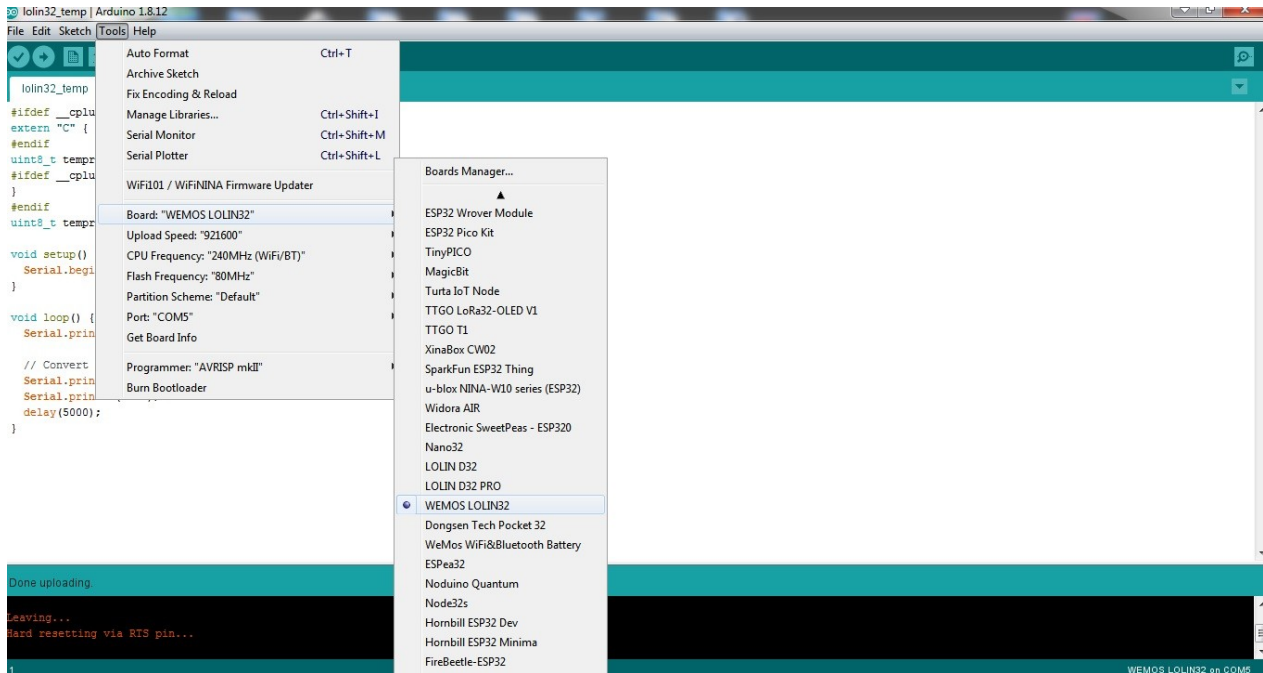 lolin32_temp | Arduino 1.8.12
File Edit Sketch Tools Help
lolin32_temp
#ifdef __cplu
extern "C" {
#endif
uint8_t tempr
#ifdef __cplu
}
#endif
uint8_t tempr
void setup()
Serial.begi
}
void loop() {
Serial.prin
// Convert
Serial.prin
Serial.prin
delay(5000);
}
Auto Format Ctrl+T
Archive Sketch
Fix Encoding & Reload
Manage Libraries... Ctrl+Shift+I
Serial Monitor Ctrl+Shift+M
Serial Plotter Ctrl+Shift+L
WiFi101 / WiFiNINA Firmware Updater
Board: "WEMOS LOLIN32"
Upload Speed: "921600"
CPU Frequency: "240MHz (WiFi/BT)"
Flash Frequency: "80MHz"
Partition Scheme: "Default"
Port: "COM5"
Get Board Info
Programmer: "AVRISP mkII"
Burn Bootloader
Boards Manager...
ESP32 Wrover Module
ESP32 Pico Kit
TinyPICO
MagicBit
Turta IoT Node
TTGO LoRa32-OLED V1
TTGO T1
XinaBox CW02
SparkFun ESP32 Thing
u-blox NINA-W10 series (ESP32)
Widora AIR
Electronic SweetPeas - ESP320
Nano32
LOLIN D32
LOLIN D32 PRO
WEMOS LOLIN32
Dongsen Tech Pocket 32
WeMos WiFi&Bluetooth Battery
ESPea32
Noduino Quantum
Node32s
Hornbill ESP32 Dev
Hornbill ESP32 Minima
FireBeetle-ESP32
Done uploading.
Leaving...
Hard resetting via RTS pin...
1
WEMOS LOLIN32 on COM5